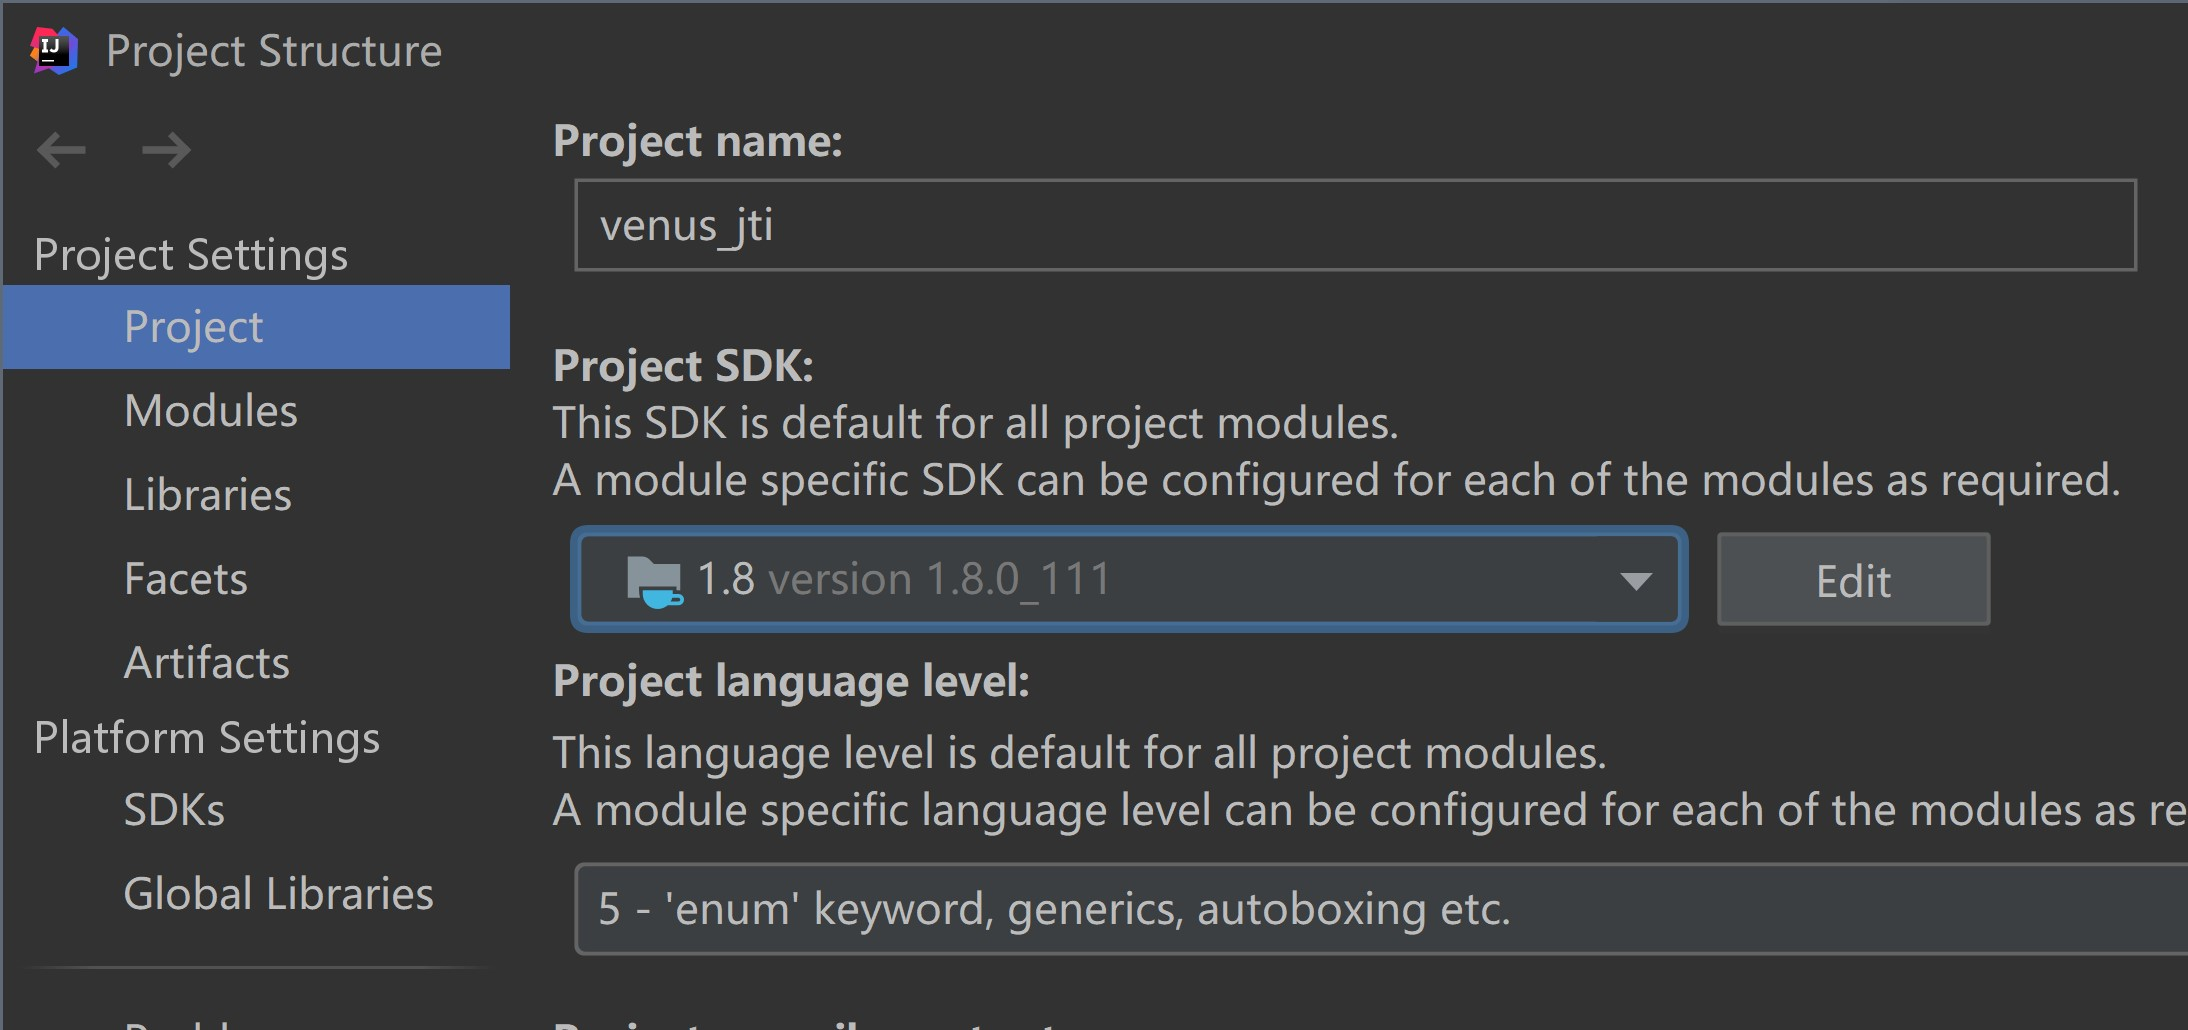 IJ
Project Structure
Project name:
venus_jti
Project Settings
Project
Modules
Libraries
Facets
Artifacts
Platform Settings
SDKs
Global Libraries
Project SDK:
This SDK is default for all project modules.
A module specific SDK can be configured for each of the modules as required.
1.8 version 1.8.0_111
Edit
Project language level:
This language level is default for all project modules.
A module specific language level can be configured for each of the modules as re
5 - 'enum' keyword, generics, autoboxing etc.